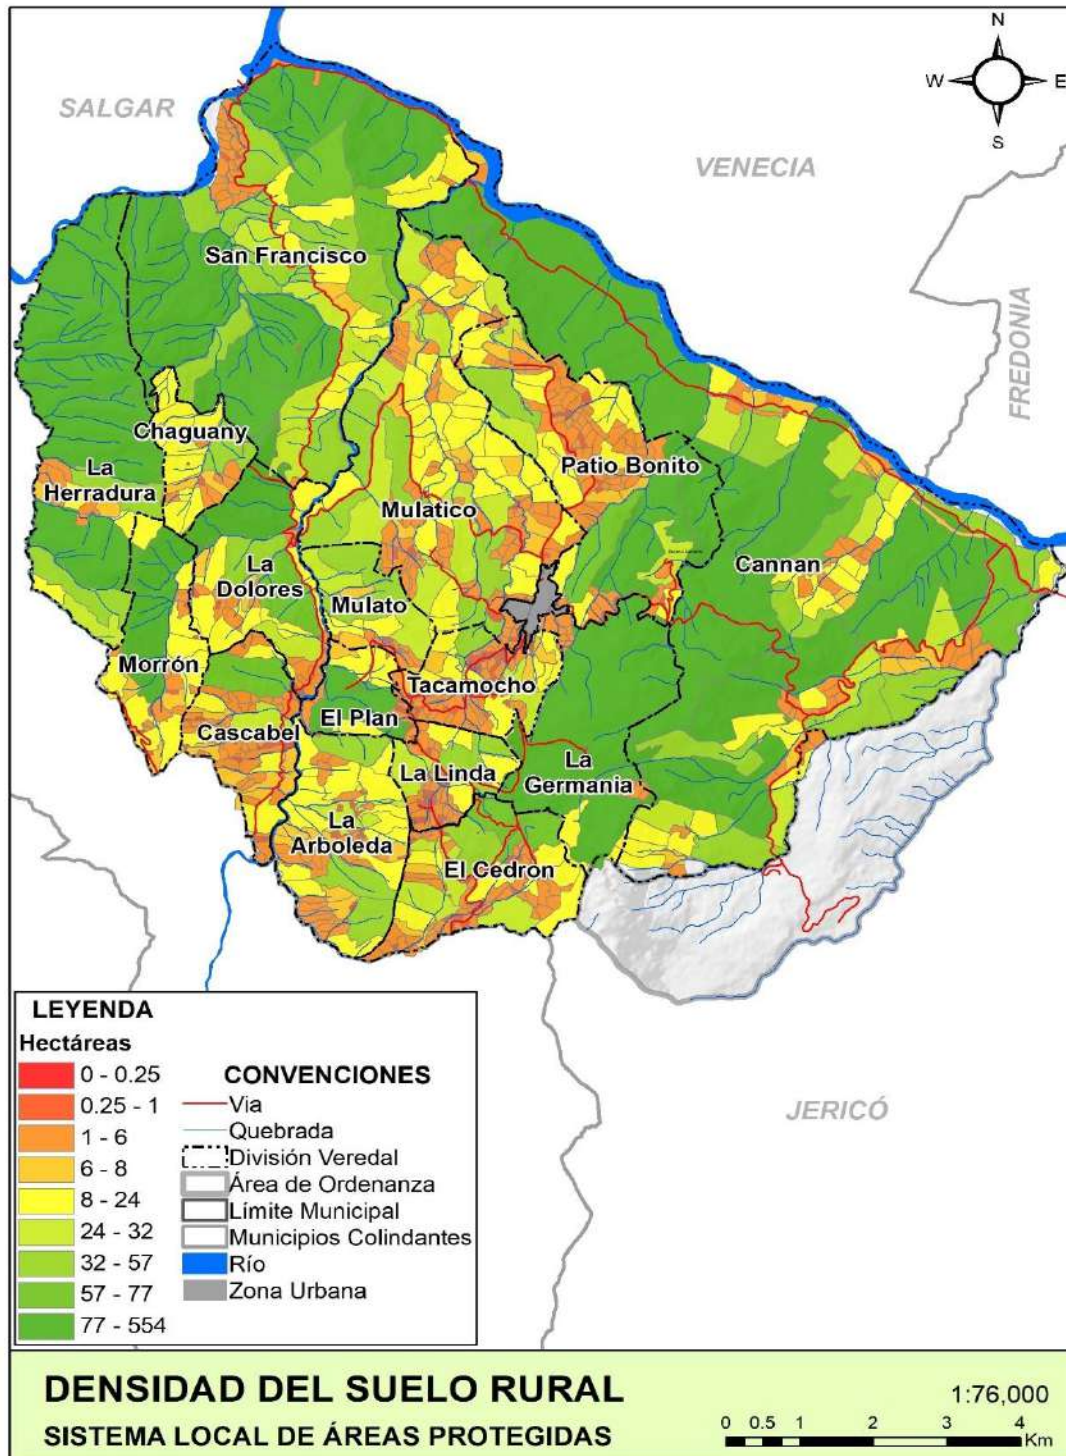 N
W E
S
SALGAR
VENECIA
FREDONIA
San Francisco
Chaguany
La
Herradura
Patio Bonito
Mulatico
Cannan
La
Dolores
Mulato
Morrón
Tacamocho
El Plan
Cascabel
La Linda
La
Germania
La
Arboleda
El Cedron
JERICÓ
LEYENDA
Hectáreas
0 - 0.25
0.25 - 1
1 - 6
6 - 8
8 - 24
24 - 32
32 - 57
57 - 77
77 - 554
CONVENCIONES
Via
Quebrada
División Veredal
Área de Ordenanza
Límite Municipal
Municipios Colindantes
Río
Zona Urbana
DENSIDAD DEL SUELO RURAL
SISTEMA LOCAL DE ÁREAS PROTEGIDAS
1:76,000
0 0.5 1 2 3 4
Km